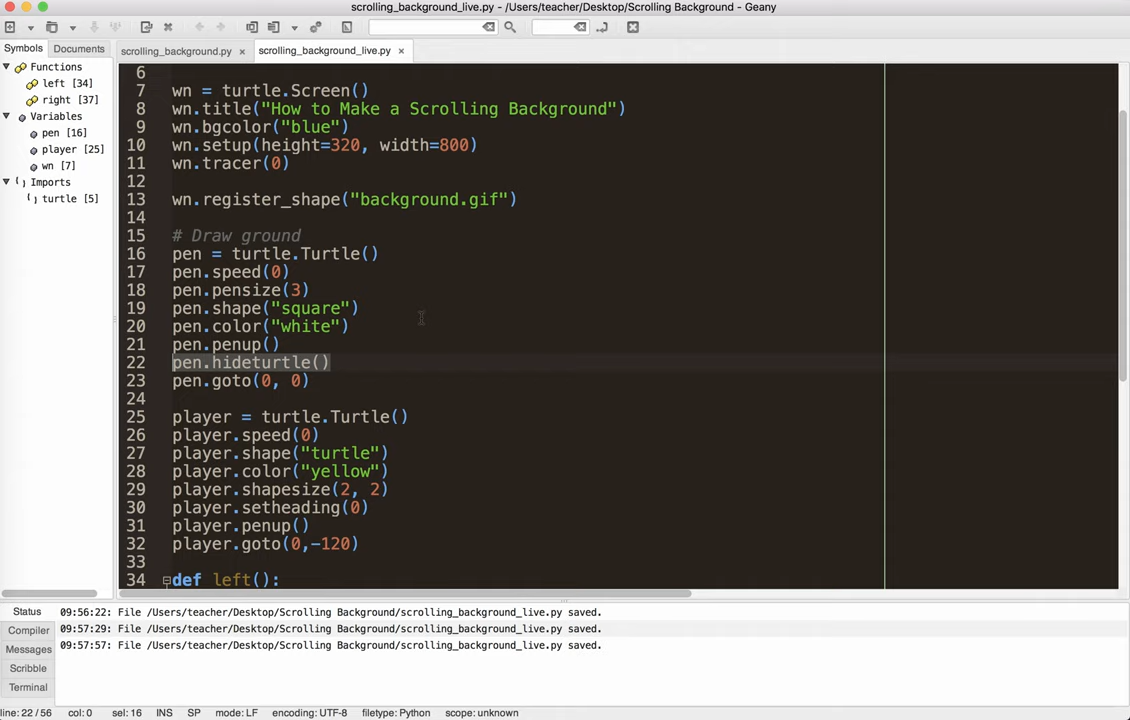 scrolling_background_live.py - /Users/teacher/Desktop/Scrolling Background - Geany
Symbols Documents scrolling_background.py scrolling_background_live.py
Functions
left [34]
right [37]
Variables
pen [16]
player [25]
wn [7]
Imports
turtle [5]
6
7 wn = turtle.Screen()
8 wn.title("How to Make a Scrolling Background")
9 wn.bgcolor("blue")
10 wn.setup(height=320, width=800)
11 wn.tracer(0)
12
13 wn.register_shape("background.gif")
14
15 # Draw ground
16 pen = turtle.Turtle()
17 pen.speed(0)
18 pen.pensize(3)
19 pen.shape("square")
20 pen.color("white")
21 pen.penup()
22 pen.hideturtle()
23 pen.goto(0, 0)
24
25 player = turtle.Turtle()
26 player.speed(0)
27 player.shape("turtle")
28 player.color("yellow")
29 player.shapesize(2, 2)
30 player.setheading(0)
31 player.penup()
32 player.goto(0,-120)
33
34 def left():
Status
Compiler
Messages
Scribble
Terminal
09:56:22: File /Users/teacher/Desktop/Scrolling Background/scrolling_background_live.py saved.
09:57:29: File /Users/teacher/Desktop/Scrolling Background/scrolling_background_live.py saved.
09:57:57: File /Users/teacher/Desktop/Scrolling Background/scrolling_background_live.py saved.
line: 22 / 56 col: 0 sel: 16 INS SP mode: LF encoding: UTF-8 filetype: Python scope: unknown